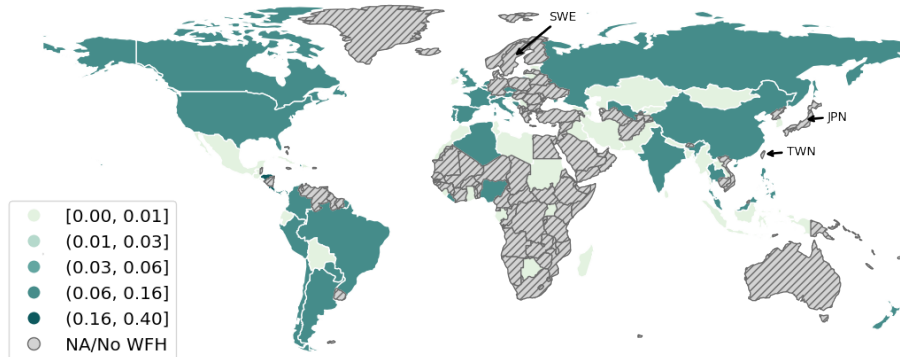 SWE
JPN
TWN
[0.00, 0.01]
(0.01, 0.03]
(0.03, 0.06]
(0.06, 0.16]
(0.16, 0.40]
NA/No WFH